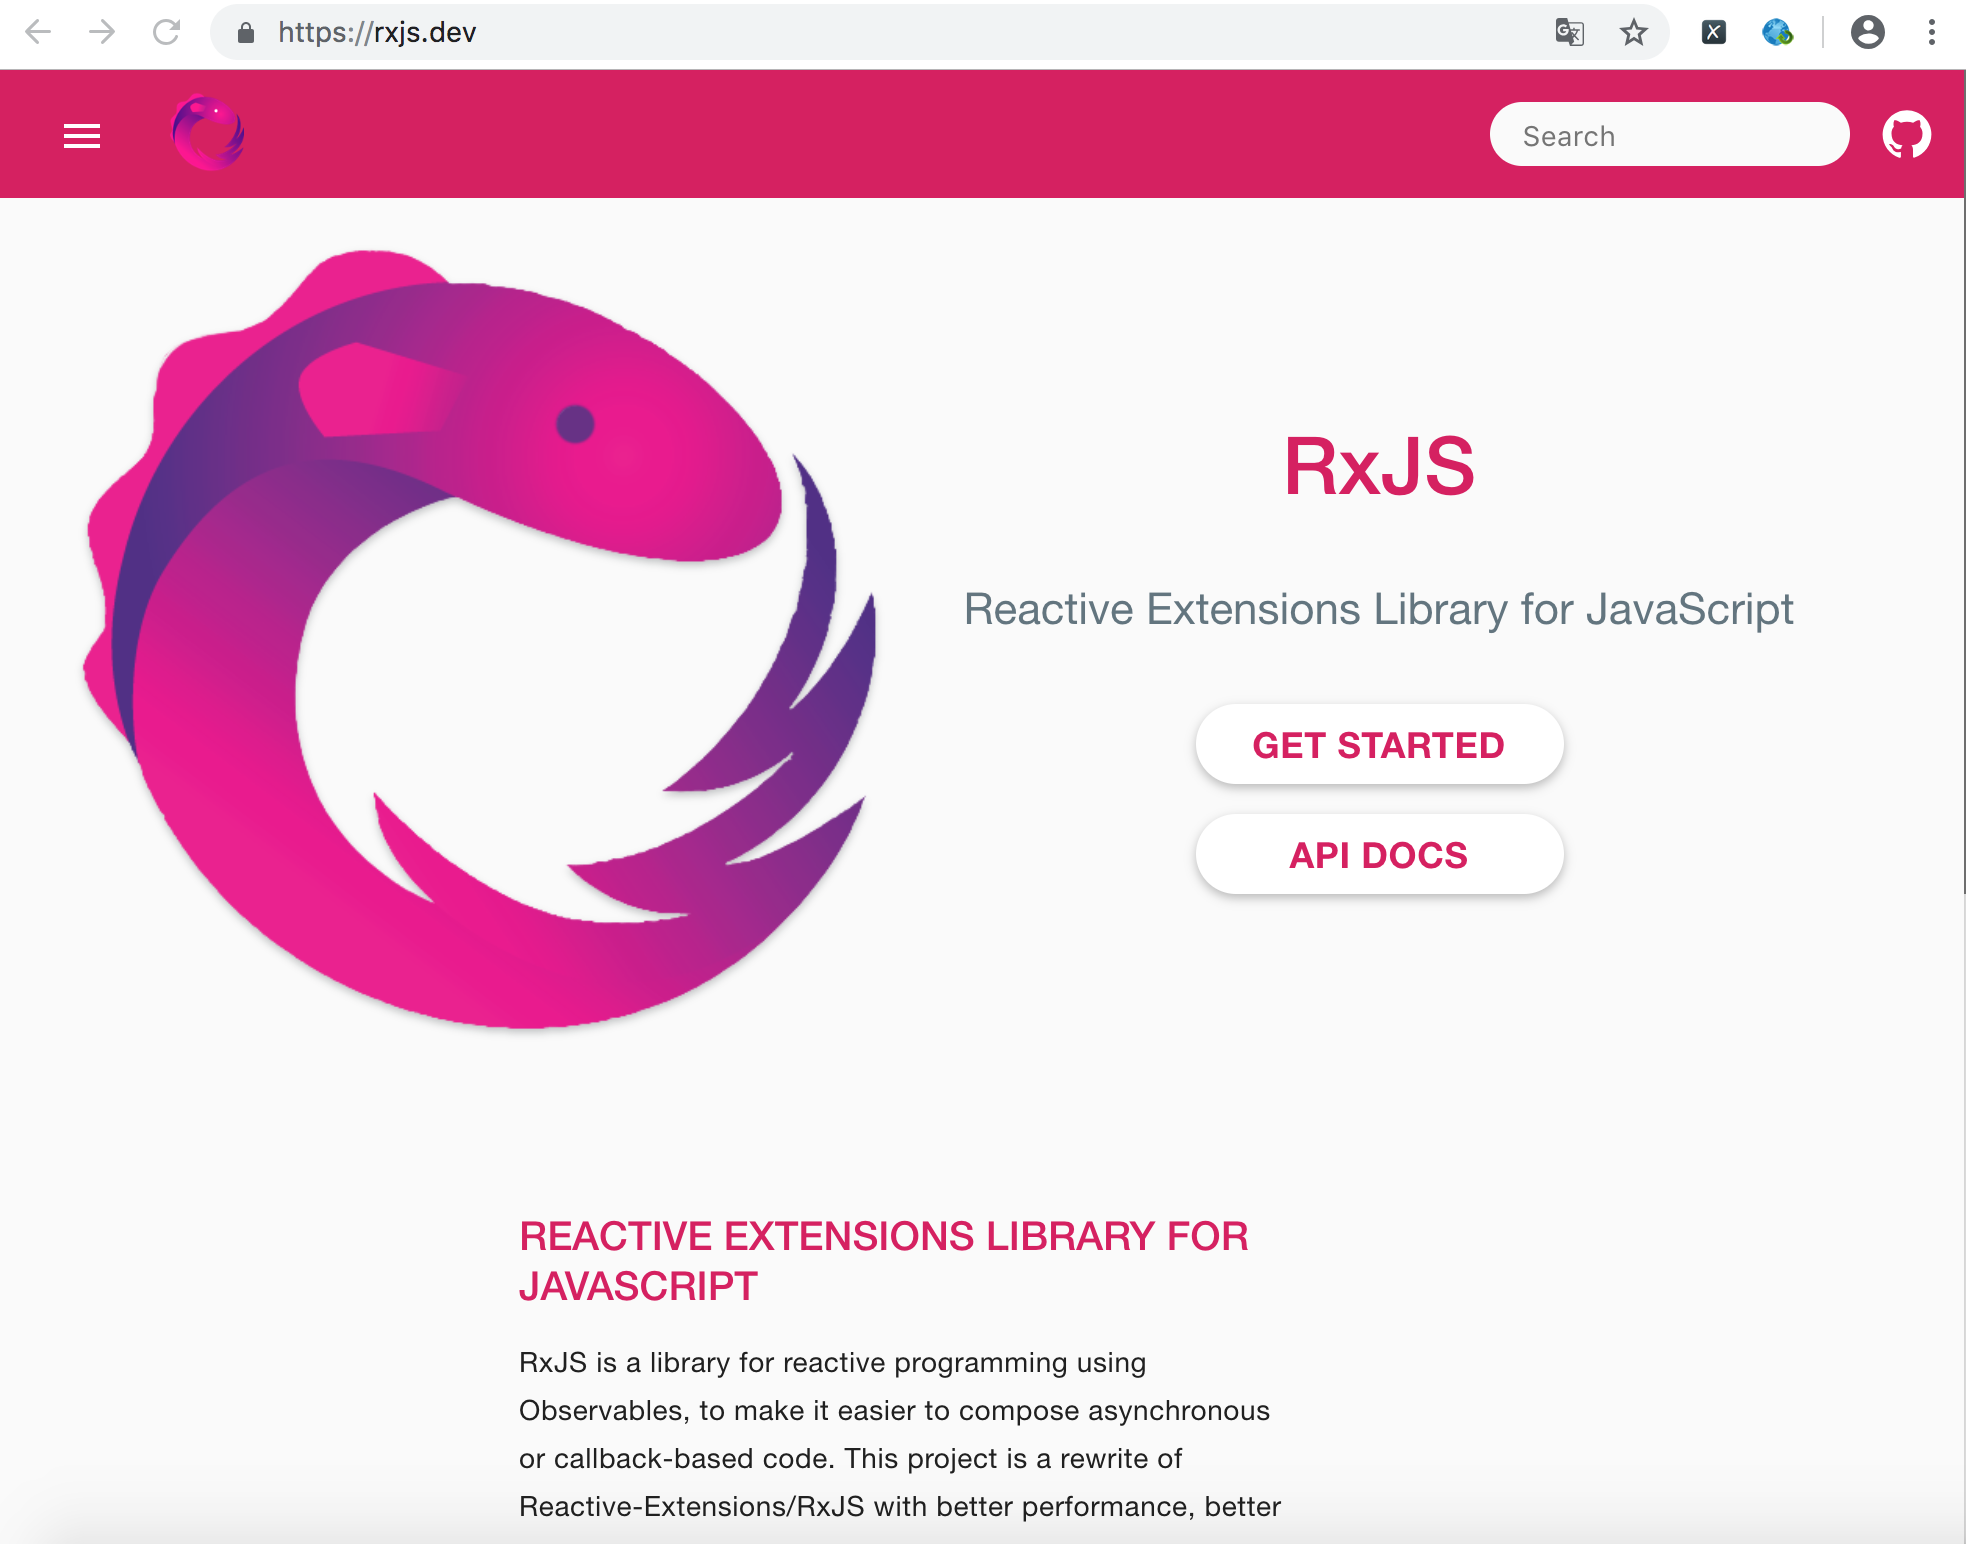 https://rxjs.dev
Search
RxJS
Reactive Extensions Library for JavaScript
GET STARTED
API DOCS
REACTIVE EXTENSIONS LIBRARY FOR
JAVASCRIPT
RxJS is a library for reactive programming using
Observables, to make it easier to compose asynchronous
or callback-based code. This project is a rewrite of
Reactive-Extensions/RxJS with better performance, better